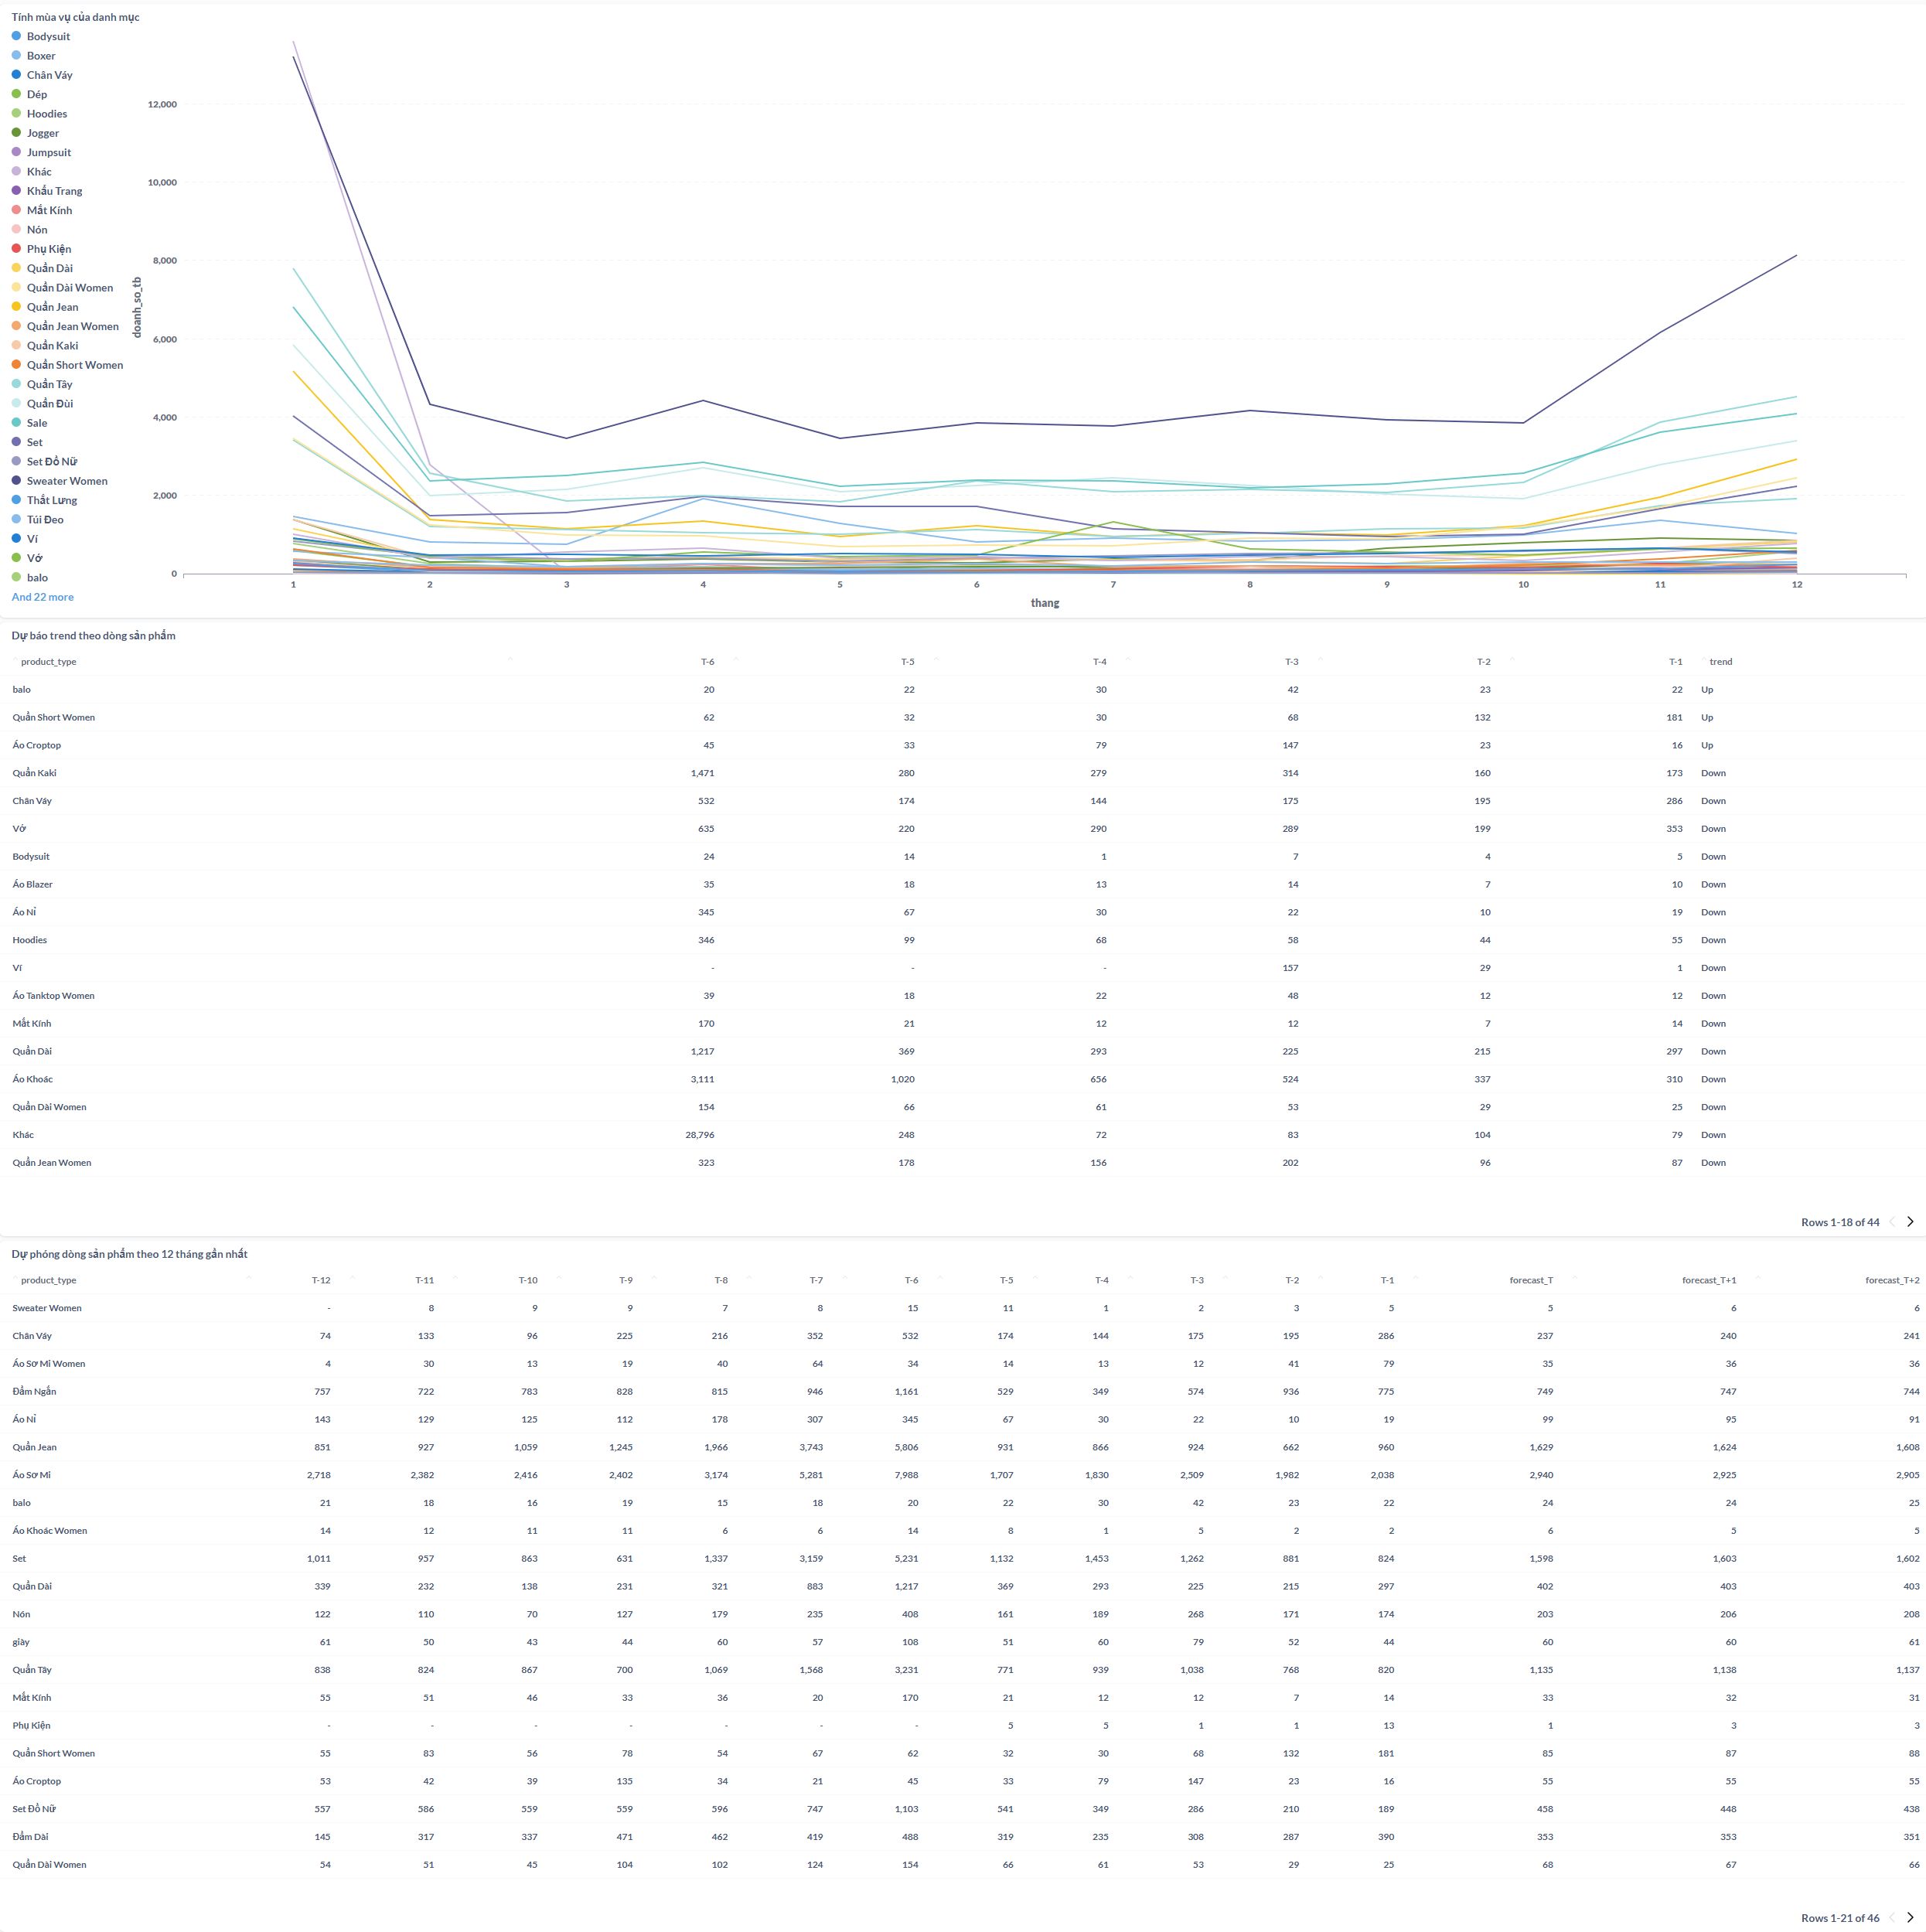 Tính mùa vụ của danh mục
Bodysuit
Boxer
Chân Váy
Dép
Hoodies
Jogger
Jumpsuit
Khác
Khẩu Trang
Mắt Kính
Nón
Phụ Kiện
Quần Dài
Quần Dài Women
Quần Jean
Quần Jean Women
Quần Kaki
Quần Short Women
Quần Tây
Quần Đùi
Sale
Set
Set Đồ Nữ
Sweater Women
Thắt Lưng
Túi Đeo
Ví
Vớ
balo
And 22 more
doanh_so_tb
12,000
10,000
8,000
6,000
4,000
2,000
0
1 2 3 4 5 6 7 8 9 10 11 12
thang
Dự báo trend theo dòng sản phẩm
product_type T-6 T-5 T-4 T-3 T-2 T-1 trend
balo 20 22 30 42 23 22 Up
Quần Short Women 62 32 30 68 132 181 Up
Áo Croptop 45 33 79 147 23 16 Up
Quần Kaki 1,471 280 279 314 160 173 Down
Chân Váy 532 174 144 175 195 286 Down
Vớ 635 220 290 289 199 353 Down
Bodysuit 24 14 1 7 4 5 Down
Áo Blazer 35 18 13 14 7 10 Down
Áo Nỉ 345 67 30 22 10 19 Down
Hoodies 346 99 68 58 44 55 Down
Ví - - - 157 29 1 Down
Áo Tanktop Women 39 18 22 48 12 12 Down
Mắt Kính 170 21 12 12 7 14 Down
Quần Dài 1,217 369 293 225 215 297 Down
Áo Khoác 3,111 1,020 656 524 337 310 Down
Quần Dài Women 154 66 61 53 29 25 Down
Khác 28,796 248 72 83 104 79 Down
Quần Jean Women 323 178 156 202 96 87 Down
Rows 1-18 of 44
Dự phóng dòng sản phẩm theo 12 tháng gần nhất
product_type T-12 T-11 T-10 T-9 T-8 T-7 T-6 T-5 T-4 T-3 T-2 T-1 forecast_T forecast_T+1 forecast_T+2
Sweater Women - 8 9 9 7 8 15 11 1 2 3 5 5 6 6
Chân Váy 74 133 96 225 216 352 532 174 144 175 195 286 237 240 241
Áo Sơ Mi Women 4 30 13 19 40 64 34 14 13 12 41 79 35 36 36
Đầm Ngắn 757 722 783 828 815 946 1,161 529 349 574 936 775 749 747 744
Áo Nỉ 143 129 125 112 178 307 345 67 30 22 10 19 99 95 91
Quần Jean 851 927 1,059 1,245 1,966 3,743 5,806 931 866 924 662 960 1,629 1,624 1,608
Áo Sơ Mi 2,718 2,382 2,416 2,402 3,174 5,281 7,988 1,707 1,830 2,509 1,982 2,038 2,940 2,925 2,905
balo 21 18 16 19 15 18 20 22 30 42 23 22 24 24 25
Áo Khoác Women 14 12 11 11 6 6 14 8 1 5 2 2 6 5 5
Set 1,011 957 863 631 1,337 3,159 5,231 1,132 1,453 1,262 881 824 1,598 1,603 1,602
Quần Dài 339 232 138 231 321 883 1,217 369 293 225 215 297 402 403 403
Nón 122 110 70 127 179 235 408 161 189 268 171 174 203 206 208
giày 61 50 43 44 60 57 108 51 60 79 52 44 60 60 61
Quần Tây 838 824 867 700 1,069 1,568 3,231 771 939 1,038 768 820 1,135 1,138 1,137
Mắt Kính 55 51 46 33 36 20 170 21 12 12 7 14 33 32 31
Phụ Kiện - - - - - - - 5 5 1 1 13 1 3 3
Quần Short Women 55 83 56 78 54 67 62 32 30 68 132 181 85 87 88
Áo Croptop 53 42 39 135 34 21 45 33 79 147 23 16 55 55 55
Set Đồ Nữ 557 586 559 559 596 747 1,103 541 349 286 210 189 458 448 438
Đầm Dài 145 317 337 471 462 419 488 319 235 308 287 390 353 353 351
Quần Dài Women 54 51 45 104 102 124 154 66 61 53 29 25 68 67 66
Rows 1-21 of 46